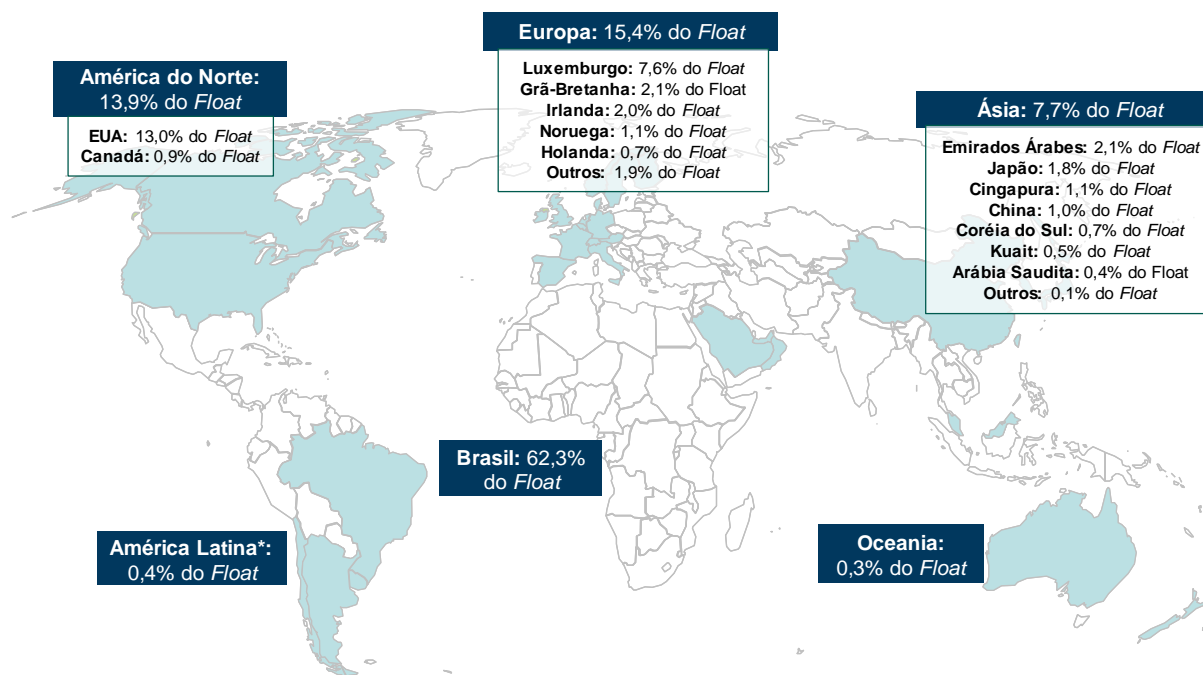 América do Norte:
13,9% do Float
EUA: 13,0% do Float
Canadá: 0,9% do Float
Europa: 15,4% do Float
Luxemburgo: 7,6% do Float
Grã-Bretanha: 2,1% do Float
Irlanda: 2,0% do Float
Noruega: 1,1% do Float
Holanda: 0,7% do Float
Outros: 1,9% do Float
Ásia: 7,7% do Float
Emirados Árabes: 2,1% do Float
Japão: 1,8% do Float
Cingapura: 1,1% do Float
China: 1,0% do Float
Coréia do Sul: 0,7% do Float
Kuait: 0,5% do Float
Arábia Saudita: 0,4% do Float
Outros: 0,1% do Float
Brasil: 62,3%
do Float
América Latina*:
0,4% do Float
Oceania:
0,3% do Float